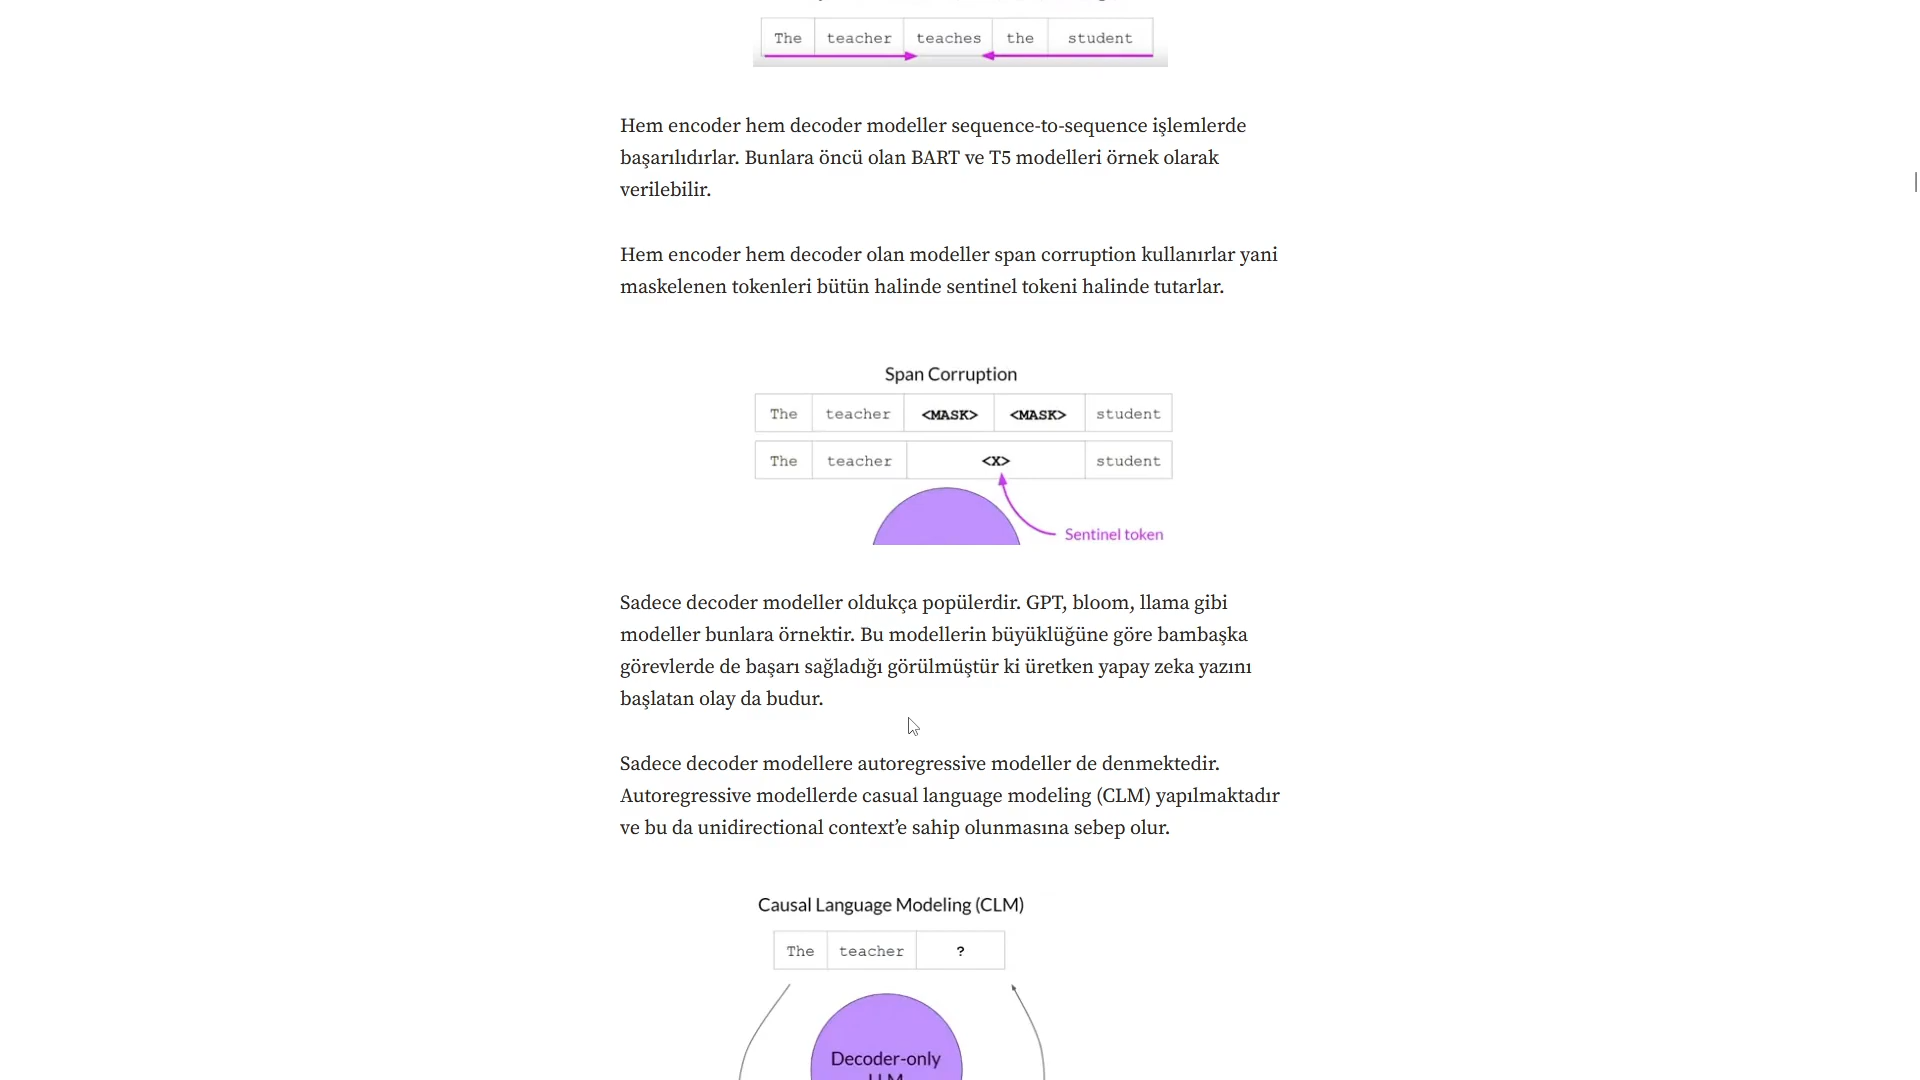 The teacher teaches the student
Hem encoder hem decoder modeller sequence-to-sequence işlemlerde
başarılıdırlar. Bunlara öncü olan BART ve T5 modelleri örnek olarak
verilebilir.
Hem encoder hem decoder olan modeller span corruption kullanırlar yani
maskelenen tokenleri bütün halinde sentinel tokeni halinde tutarlar.
Span Corruption
The teacher <MASK> <MASK> student
The teacher <X> student
Sentinel token
Sadece decoder modeller oldukça popülerdir. GPT, bloom, llama gibi
modeller bunlara örnektir. Bu modellerin büyüklüğüne göre bambaşka
görevlerde de başarı sağladığı görülmüştür ki üretken yapay zeka yazını
başlatan olay da budur.
Sadece decoder modellere autoregressive modeller de denmektedir.
Autoregressive modellerde casual language modeling (CLM) yapılmaktadır
ve bu da unidirectional context’e sahip olunmasına sebep olur.
Causal Language Modeling (CLM)
The teacher ?
Decoder-only
LLM